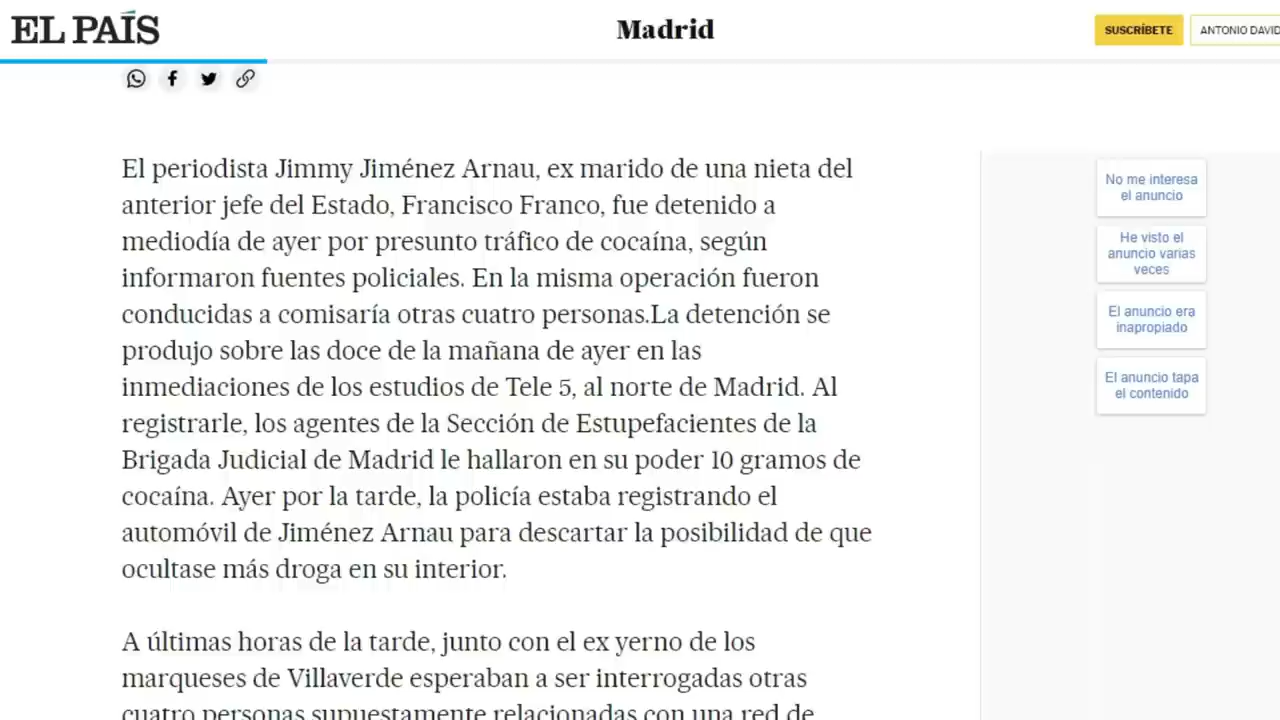 EL PAÍS
Madrid
SUSCRÍBETE
ANTONIO DAVID
El periodista Jimmy Jiménez Arnau, ex marido de una nieta del
anterior jefe del Estado, Francisco Franco, fue detenido a
mediodía de ayer por presunto tráfico de cocaína, según
informaron fuentes policiales. En la misma operación fueron
conducidas a comisaría otras cuatro personas.La detención se
produjo sobre las doce de la mañana de ayer en las
inmediaciones de los estudios de Tele 5, al norte de Madrid. Al
registrarle, los agentes de la Sección de Estupefacientes de la
Brigada Judicial de Madrid le hallaron en su poder 10 gramos de
cocaína. Ayer por la tarde, la policía estaba registrando el
automóvil de Jiménez Arnau para descartar la posibilidad de que
ocultase más droga en su interior.
A últimas horas de la tarde, junto con el ex yerno de los
marqueses de Villaverde esperaban a ser interrogadas otras
cuatro personas supuestamente relacionadas con una red de
No me interesa
el anuncio
He visto el
anuncio varias
veces
El anuncio era
inapropiado
El anuncio tapa
el contenido